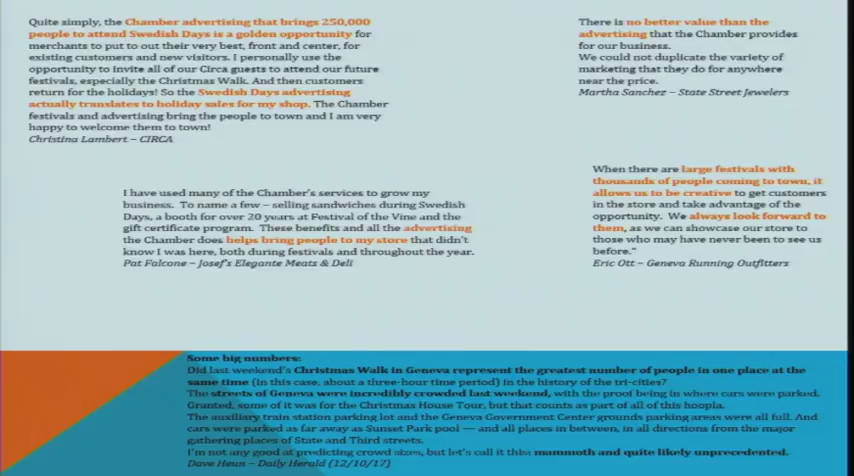 Quite simply, the Chamber advertising that brings 250,000
people to attend Swedish Days is a golden opportunity for
merchants to put to out their very best, front and center, for
existing customers and new visitors. I personally use the
opportunity to invite all of our Circa guests to attend our future
festivals, especially the Christmas Walk. And then customers
return for the holidays! So the Swedish Days advertising
actually translates to holiday sales for my shop. The Chamber
festivals and advertising bring the people to town and I am very
happy to welcome them to town!
Christina Lambert – CIRCA
There is no better value than the
advertising that the Chamber provides
for our business.
We could not duplicate the variety of
marketing that they do for anywhere
near the price.
Martha Sanchez – State Street Jewelers
I have used many of the Chamber's services to grow my
business. To name a few – selling sandwiches during Swedish
Days, a booth for over 20 years at Festival of the Vine and the
gift certificate program. These benefits and all the advertising
the Chamber does helps bring people to my store that didn't
know I was here, both during festivals and throughout the year.
Pat Falcone – Josef's Elegante Meats & Deli
When there are large festivals with
thousands of people coming to town, it
allows us to be creative to get customers
in the store and take advantage of the
opportunity. We always look forward to
them, as we can showcase our store to
those who may have never been to see us
before."
Eric Ott – Geneva Running Outfitters
Some big numbers:
Did last weekend's Christmas Walk in Geneva represent the greatest number of people in one place at the
same time (in this case, about a three-hour time period) in the history of the tri-cities?
The streets of Geneva were incredibly crowded last weekend, with the proof being in where cars were parked.
Granted, some of it was for the Christmas House Tour, but that counts as part of all of this hoopla.
The auxiliary train station parking lot and the Geneva Government Center grounds parking areas were all full. And
cars were parked as far away as Sunset Park pool — and all places in between, in all directions from the major
gathering places of State and Third streets.
I'm not any good at predicting crowd sizes, but let's call it this: mammoth and quite likely unprecedented.
Dave Heun – Daily Herald (12/10/17)